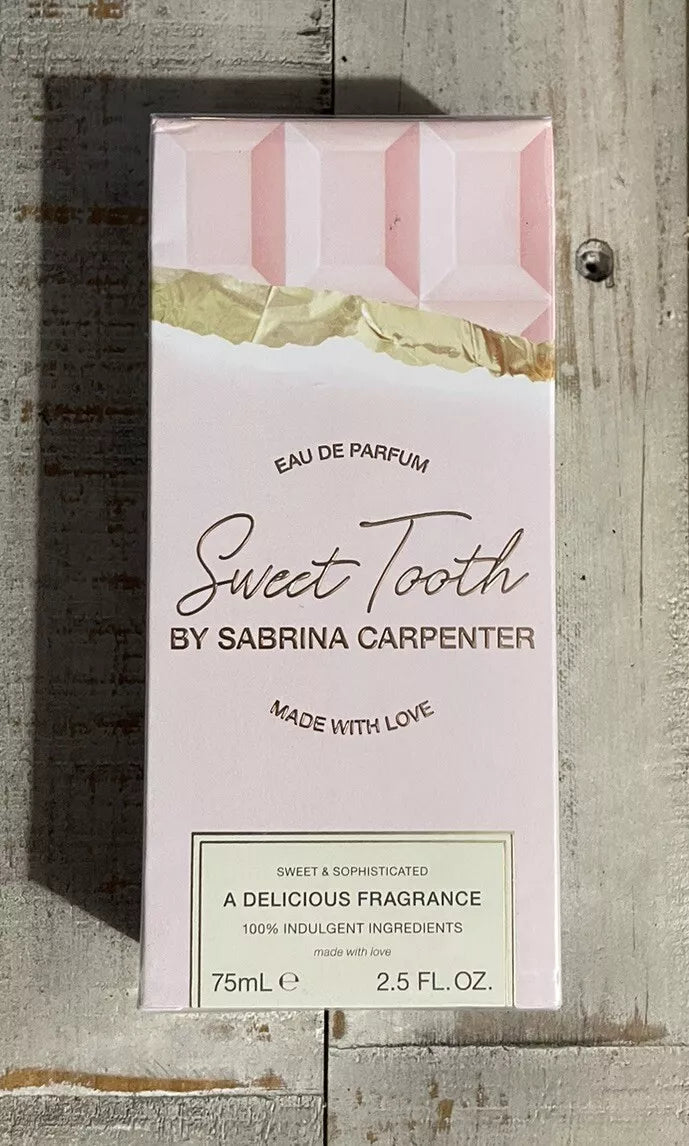 EAU DE PARFUM
Sweet Tooth
BY SABRINA CARPENTER
MADE WITH LOVE
SWEET & SOPHISTICATED
A DELICIOUS FRAGRANCE
100% INDULGENT INGREDIENTS
made with love
75mL ℮ 2.5 FL.OZ.